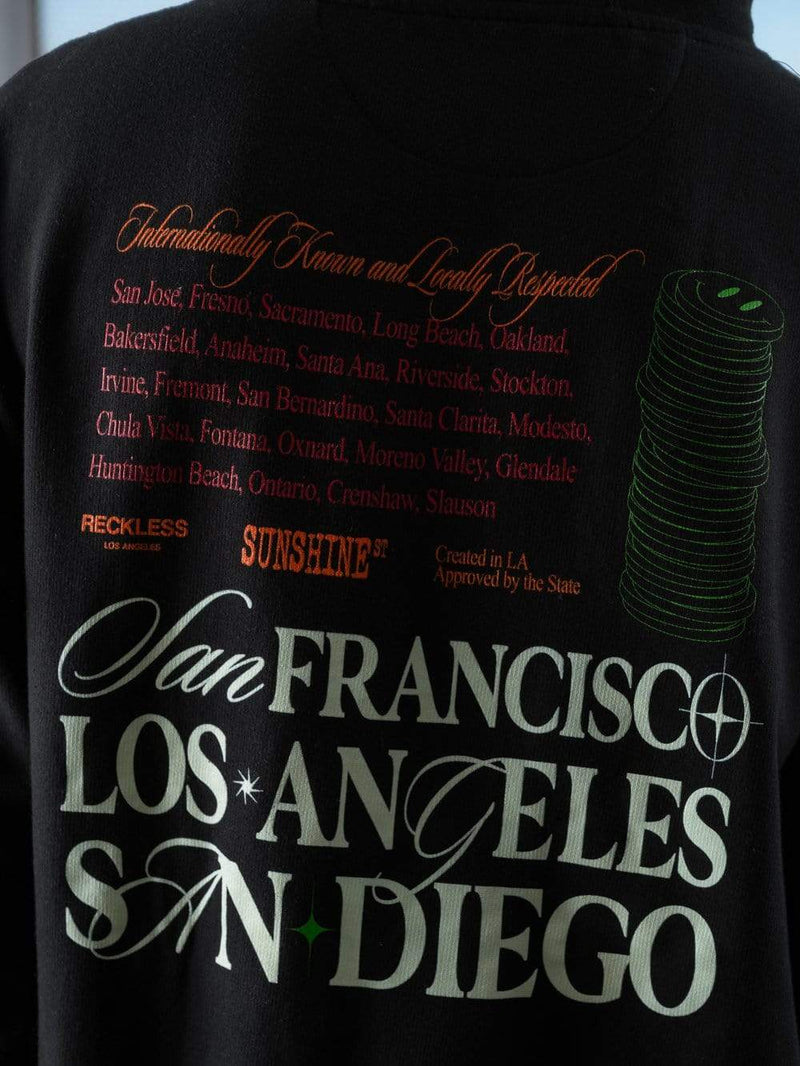 Internationally Known and Locally Respected
San José, Fresno, Sacramento, Long Beach, Oakland,
Bakersfield, Anaheim, Santa Ana, Riverside, Stockton,
Irvine, Fremont, San Bernardino, Santa Clarita, Modesto,
Chula Vista, Fontana, Oxnard, Moreno Valley, Glendale
Huntington Beach, Ontario, Crenshaw, Slauson
RECKLESS
LOS ANGELES
SUNSHINE ST
Created in LA
Approved by the State
San FRANCISCO
LOS ANGELES
SAN DIEGO